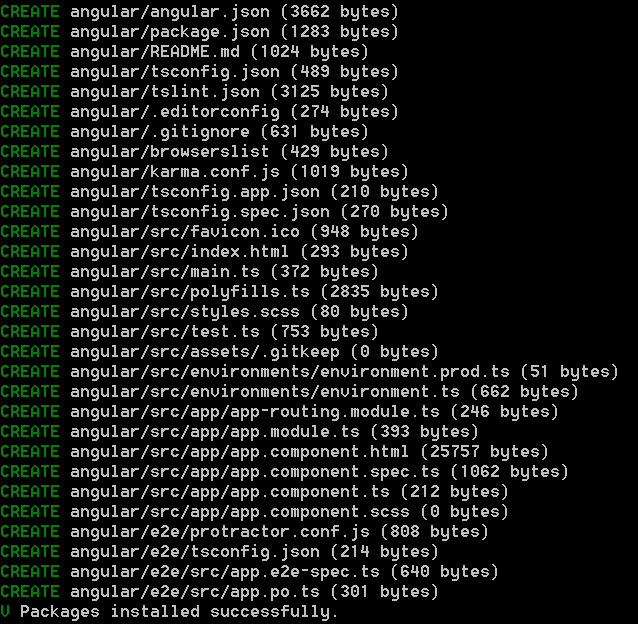 CREATE angular/angular.json (3662 bytes)
CREATE angular/package.json (1283 bytes)
CREATE angular/README.md (1024 bytes)
CREATE angular/tsconfig.json (489 bytes)
CREATE angular/tslint.json (3125 bytes)
CREATE angular/.editorconfig (274 bytes)
CREATE angular/.gitignore (631 bytes)
CREATE angular/browserslist (429 bytes)
CREATE angular/karma.conf.js (1019 bytes)
CREATE angular/tsconfig.app.json (210 bytes)
CREATE angular/tsconfig.spec.json (270 bytes)
CREATE angular/src/favicon.ico (948 bytes)
CREATE angular/src/index.html (293 bytes)
CREATE angular/src/main.ts (372 bytes)
CREATE angular/src/polyfills.ts (2835 bytes)
CREATE angular/src/styles.scss (80 bytes)
CREATE angular/src/test.ts (753 bytes)
CREATE angular/src/assets/.gitkeep (0 bytes)
CREATE angular/src/environments/environment.prod.ts (51 bytes)
CREATE angular/src/environments/environment.ts (662 bytes)
CREATE angular/src/app/app-routing.module.ts (246 bytes)
CREATE angular/src/app/app.module.ts (393 bytes)
CREATE angular/src/app/app.component.html (25757 bytes)
CREATE angular/src/app/app.component.spec.ts (1062 bytes)
CREATE angular/src/app/app.component.ts (212 bytes)
CREATE angular/src/app/app.component.scss (0 bytes)
CREATE angular/e2e/protractor.conf.js (808 bytes)
CREATE angular/e2e/tsconfig.json (214 bytes)
CREATE angular/e2e/src/app.e2e-spec.ts (640 bytes)
CREATE angular/e2e/src/app.po.ts (301 bytes)
V Packages installed successfully.